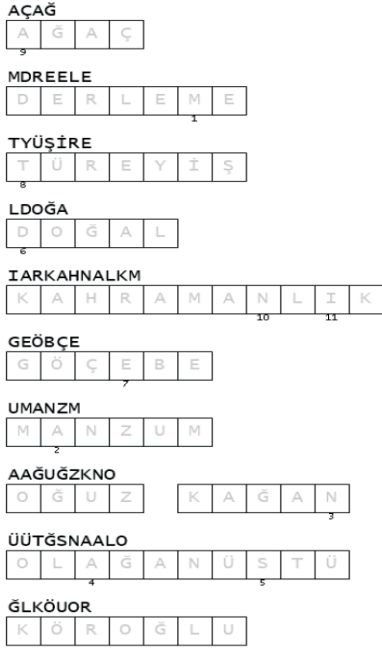 AÇAĞ
A Ğ A Ç
9
MDREELE
D E R L E M E
1
TYÜŞİRE
T Ü R E Y İ Ş
8
LDOĞA
D O Ğ A L
6
IARKAHNALKM
K A H R A M A N L I K
10 11
GEÖBÇE
G Ö Ç E B E
7
UMANZM
M A N Z U M
2
AAĞUĞZKNO
O Ğ U Z K A Ğ A N
3
ÜÜTĞSNAALO
O L A Ğ A N Ü S T Ü
4 5
ĞLKÖUOR
K Ö R O Ğ L U